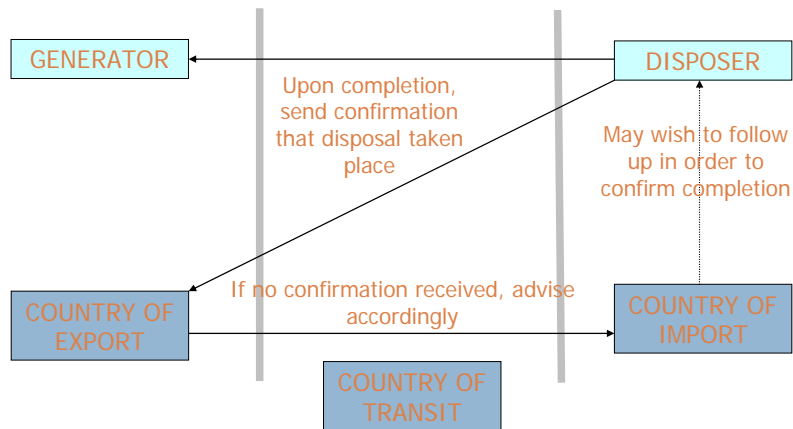 GENERATOR
DISPOSER
Upon completion,
send confirmation
that disposal taken
place
May wish to follow
up in order to
confirm completion
If no confirmation received, advise
accordingly
COUNTRY OF
EXPORT
COUNTRY OF
IMPORT
COUNTRY OF
TRANSIT